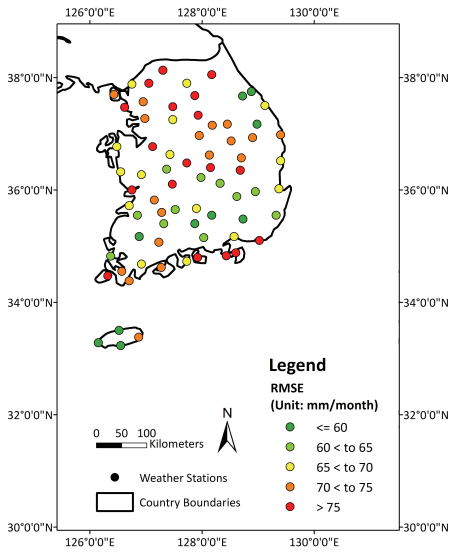 126°0'0"E 128°0'0"E 130°0'0"E
38°0'0"N 38°0'0"N
36°0'0"N 36°0'0"N
34°0'0"N 34°0'0"N
32°0'0"N 32°0'0"N
30°0'0"N 30°0'0"N
Legend
RMSE
(Unit: mm/month)
<= 60
60 < to 65
65 < to 70
70 < to 75
> 75
N
0 50 100
Kilometers
Weather Stations
Country Boundaries
126°0'0"E 128°0'0"E 130°0'0"E